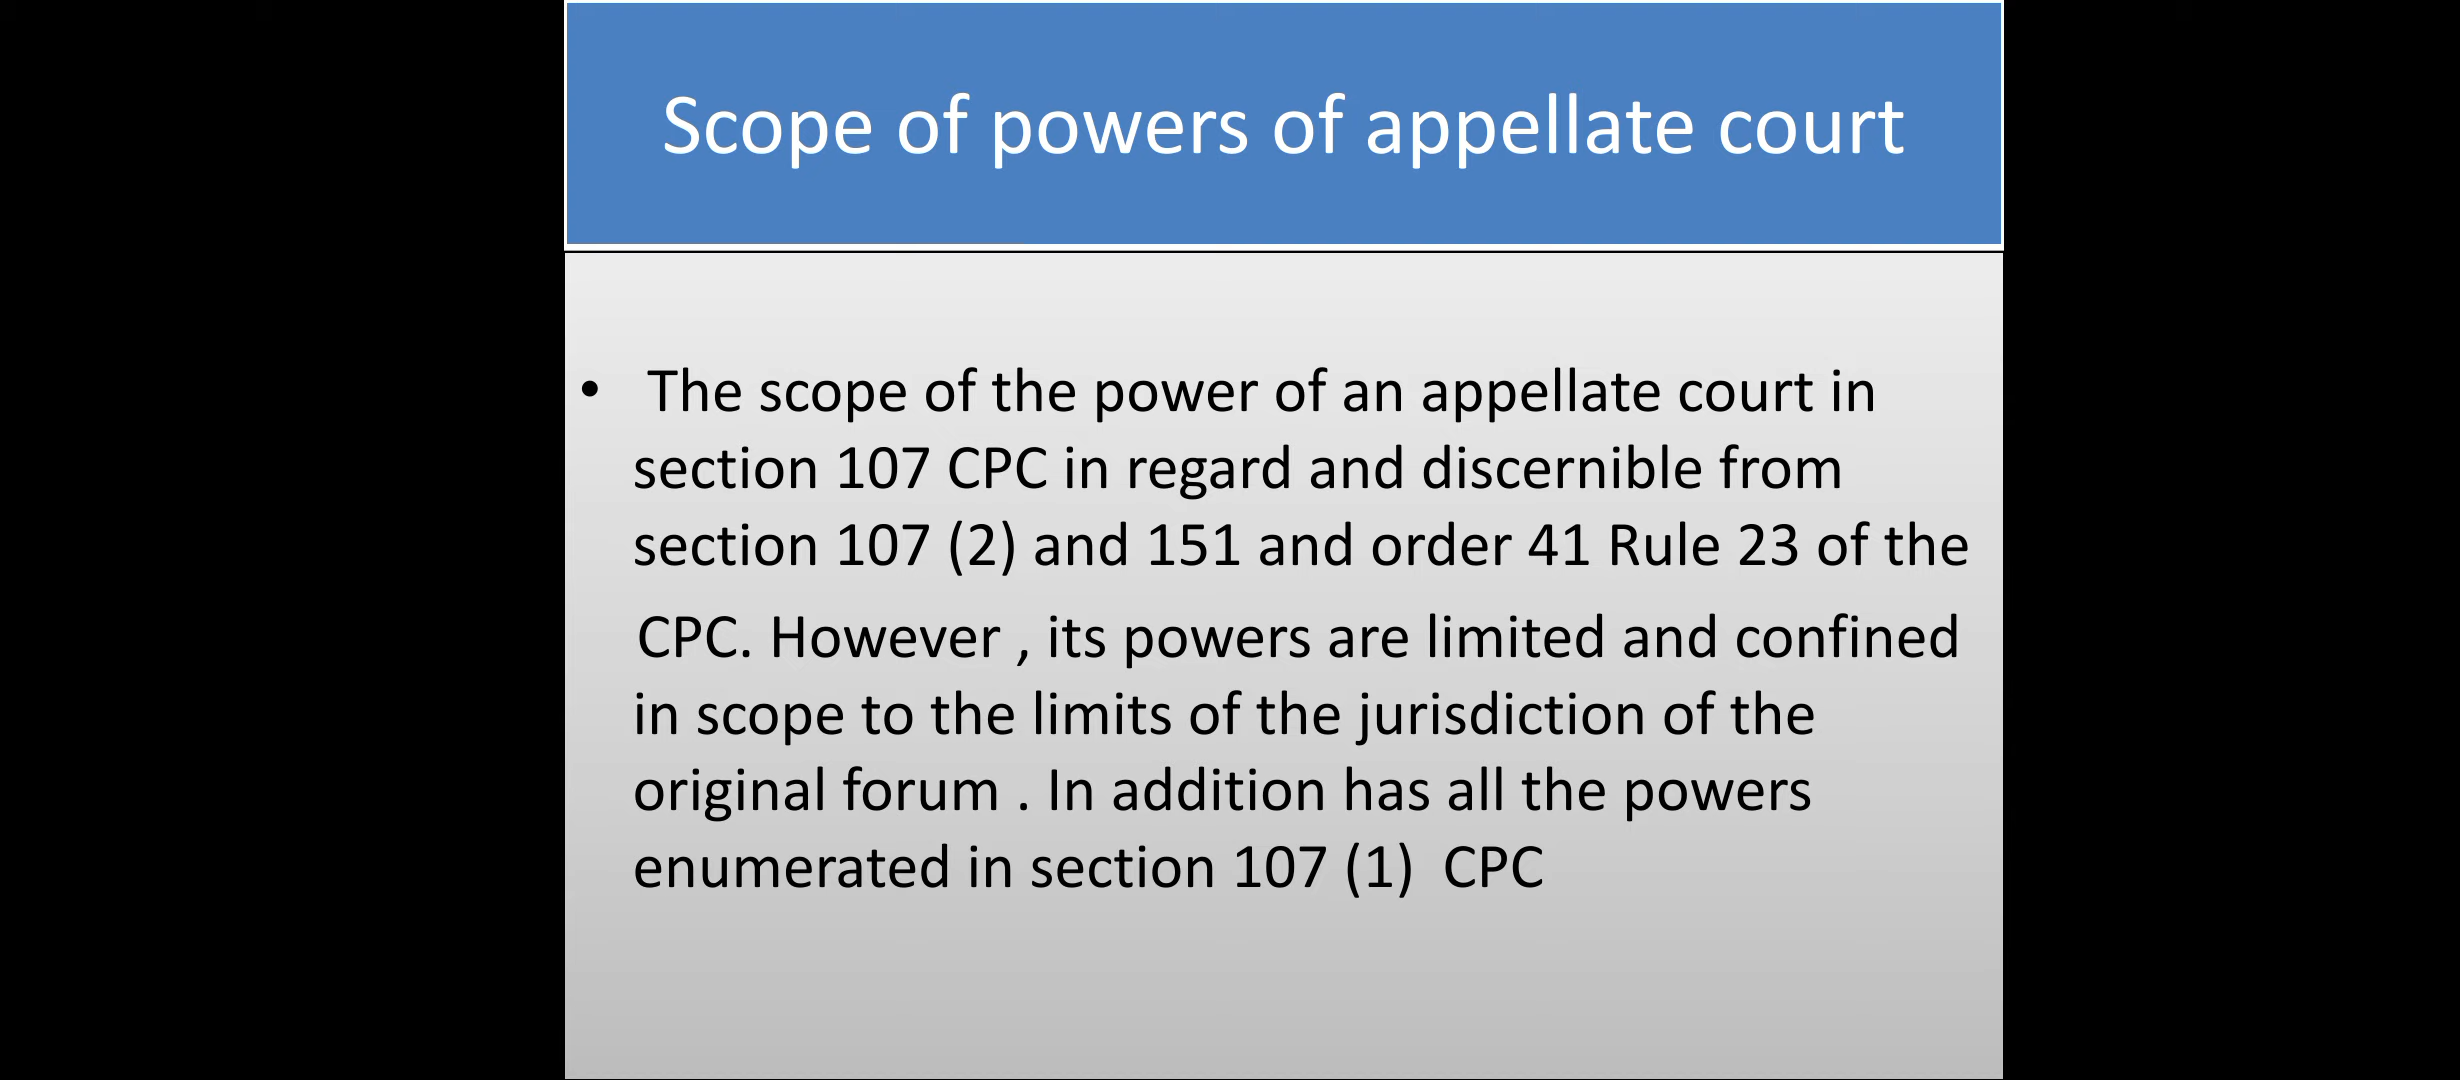 Scope of powers of appellate court
• The scope of the power of an appellate court in
section 107 CPC in regard and discernible from
section 107 (2) and 151 and order 41 Rule 23 of the
CPC. However , its powers are limited and confined
in scope to the limits of the jurisdiction of the
original forum . In addition has all the powers
enumerated in section 107 (1)  CPC